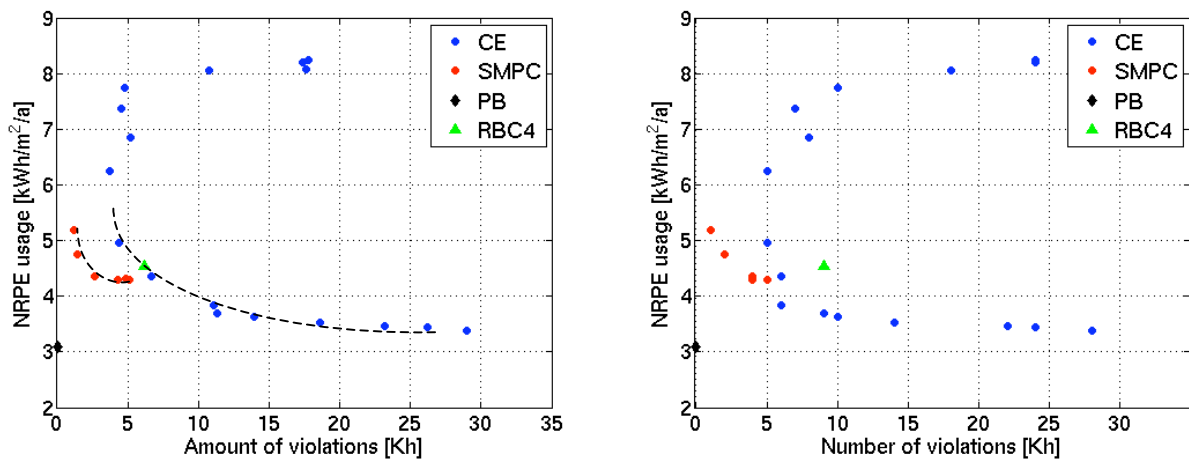 9
8
7
6
5
4
3
2
NRPE usage [kWh/m²/a]
0 5 10 15 20 25 30 35
Amount of violations [Kh]
CE
SMPC
PB
RBC4
9
8
7
6
5
4
3
2
NRPE usage [kWh/m²/a]
0 5 10 15 20 25 30
Number of violations [Kh]
CE
SMPC
PB
RBC4